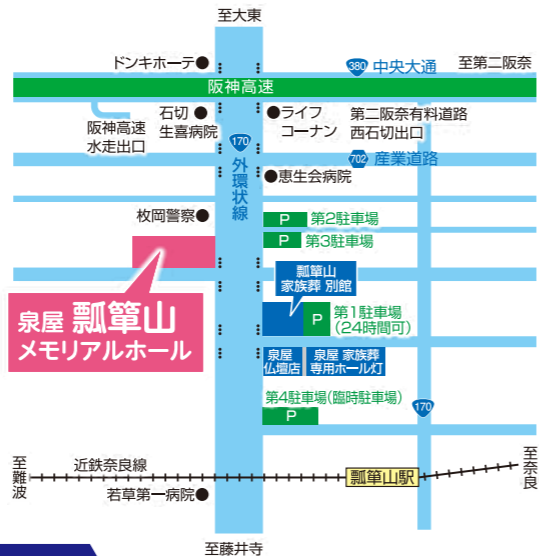 至大東
ドンキホーテ
380 中央大通
至第二阪奈
阪神高速
石切
生喜病院
ライフ
コーナン
第二阪奈有料道路
西石切出口
阪神高速
水走出口
170
外環状線
702 産業道路
恵生会病院
枚岡警察
P 第2駐車場
P 第3駐車場
瓢箪山
家族葬 別館
泉屋 瓢箪山
メモリアルホール
P
第1駐車場
(24時間可)
泉屋
仏壇店
泉屋 家族葬
専用ホール灯
第4駐車場(臨時駐車場)
P
170
至難波
近鉄奈良線
瓢箪山駅
至奈良
若草第一病院
至藤井寺